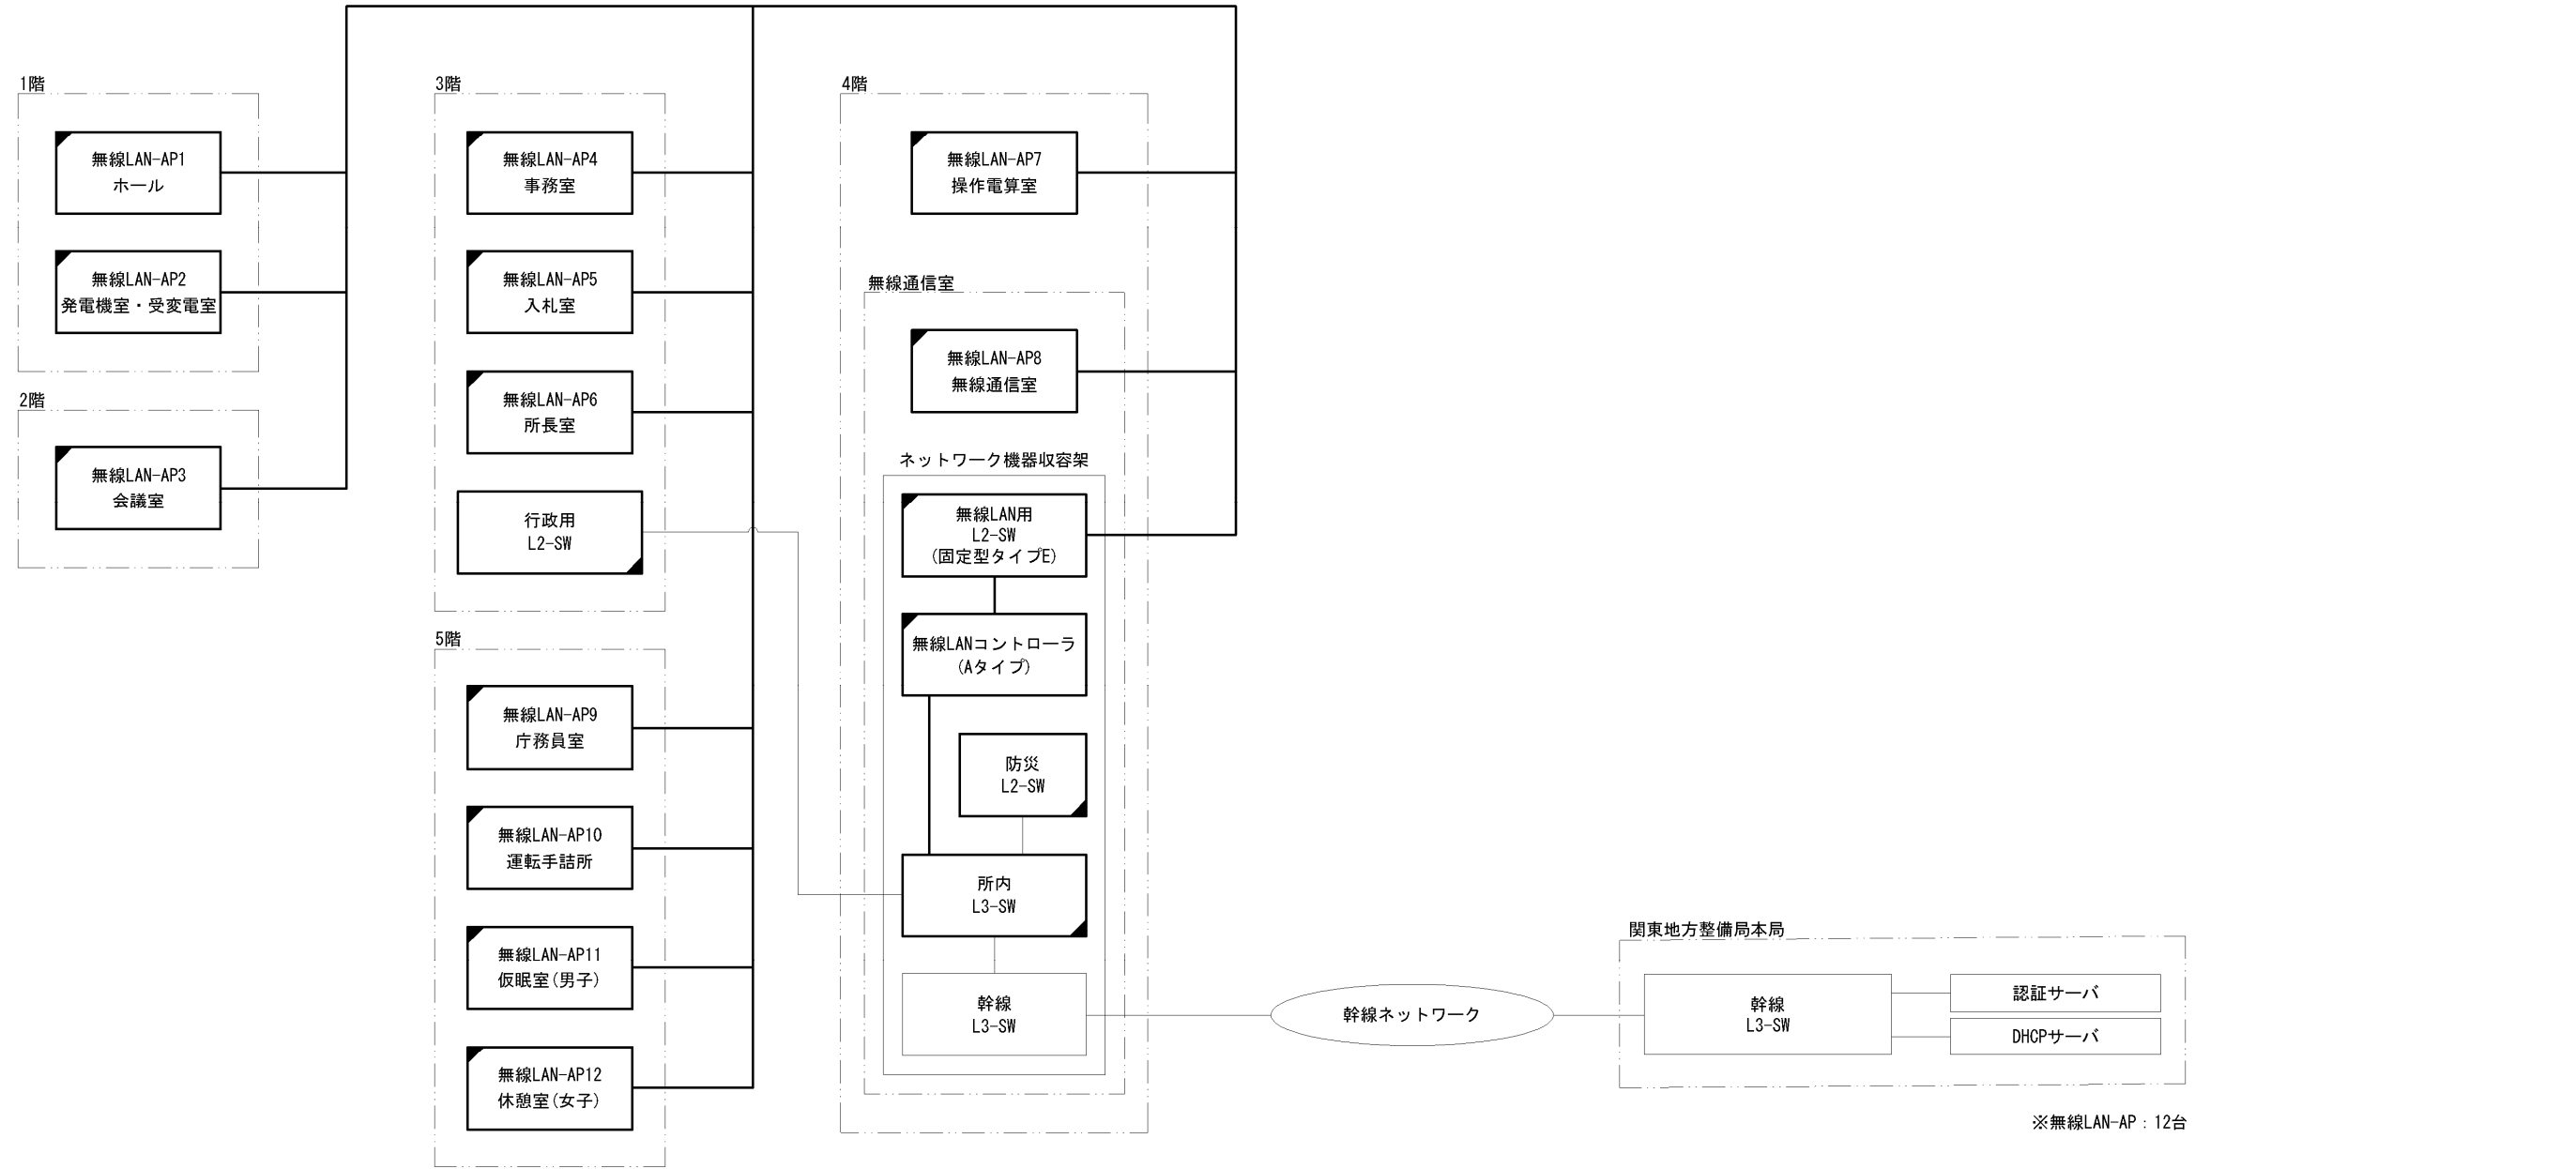 1階
無線LAN-AP1
ホール
無線LAN-AP2
発電機室・受変電室
2階
無線LAN-AP3
会議室
3階
無線LAN-AP4
事務室
無線LAN-AP5
入札室
無線LAN-AP6
所長室
行政用
L2-SW
5階
無線LAN-AP9
庁務員室
無線LAN-AP10
運転手詰所
無線LAN-AP11
仮眠室(男子)
無線LAN-AP12
休憩室(女子)
4階
無線LAN-AP7
操作電算室
無線通信室
無線LAN-AP8
無線通信室
ネットワーク機器収容架
無線LAN用
L2-SW
(固定型タイプE)
無線LANコントローラ
(Aタイプ)
防災
L2-SW
所内
L3-SW
幹線
L3-SW
幹線ネットワーク
関東地方整備局本局
幹線
L3-SW
認証サーバ
DHCPサーバ
※無線LAN-AP：12台